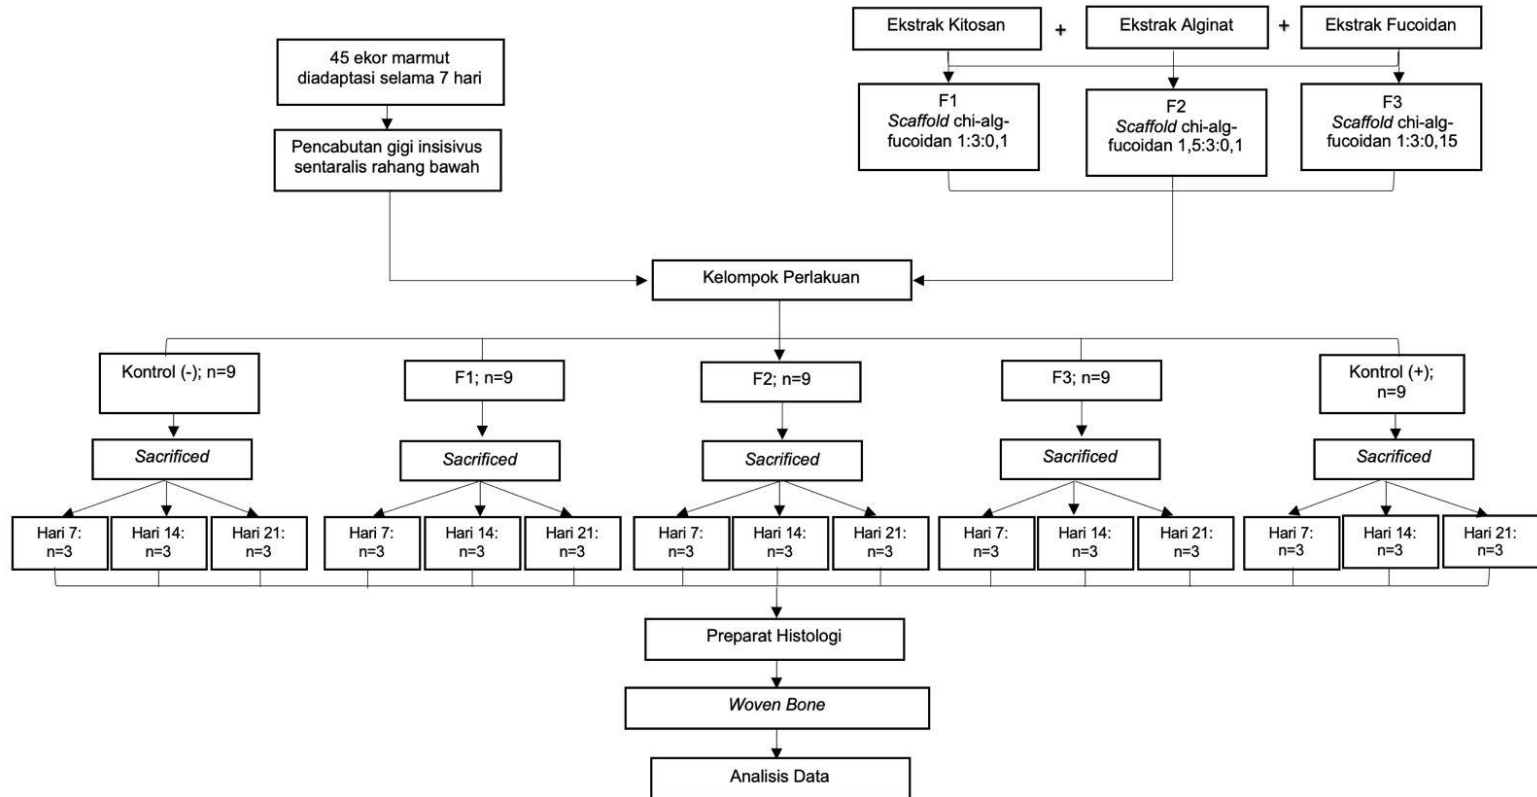 Ekstrak Kitosan + Ekstrak Alginat + Ekstrak Fucoidan
45 ekor marmut
diadaptasi selama 7 hari
Pencabutan gigi insisivus
sentaralis rahang bawah
F1
Scaffold chi-alg-
fucoidan 1:3:0,1
F2
Scaffold chi-alg-
fucoidan 1,5:3:0,1
F3
Scaffold chi-alg-
fucoidan 1:3:0,15
Kelompok Perlakuan
Kontrol (-); n=9
F1; n=9
F2; n=9
F3; n=9
Kontrol (+);
n=9
Sacrificed
Sacrificed
Sacrificed
Sacrificed
Sacrificed
Hari 7:
n=3
Hari 14:
n=3
Hari 21:
n=3
Hari 7:
n=3
Hari 14:
n=3
Hari 21:
n=3
Hari 7:
n=3
Hari 14:
n=3
Hari 21:
n=3
Hari 7:
n=3
Hari 14:
n=3
Hari 21:
n=3
Hari 7:
n=3
Hari 14:
n=3
Hari 21:
n=3
Preparat Histologi
Woven Bone
Analisis Data